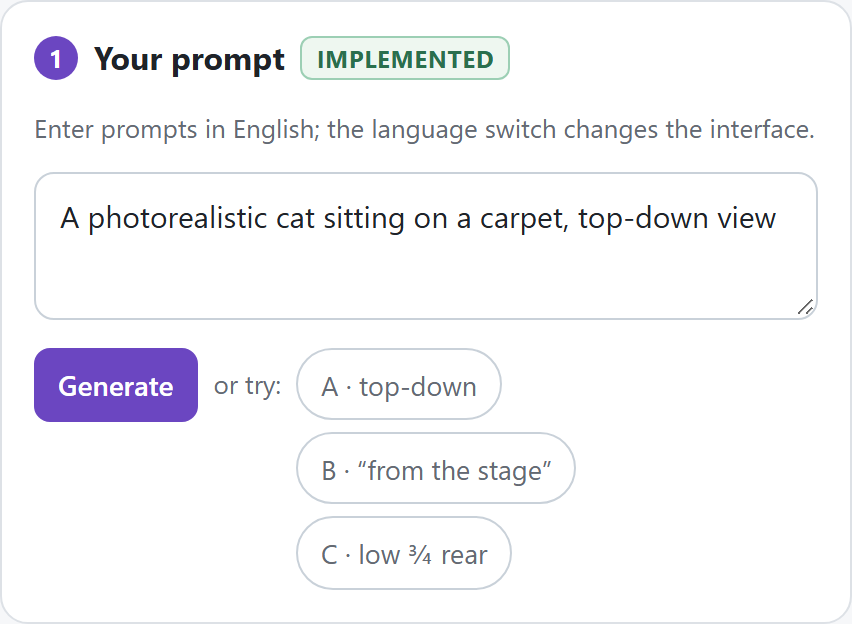 1 Your prompt IMPLEMENTED
Enter prompts in English; the language switch changes the interface.
A photorealistic cat sitting on a carpet, top-down view
Generate or try: A · top-down
B · “from the stage”
C · low ¾ rear